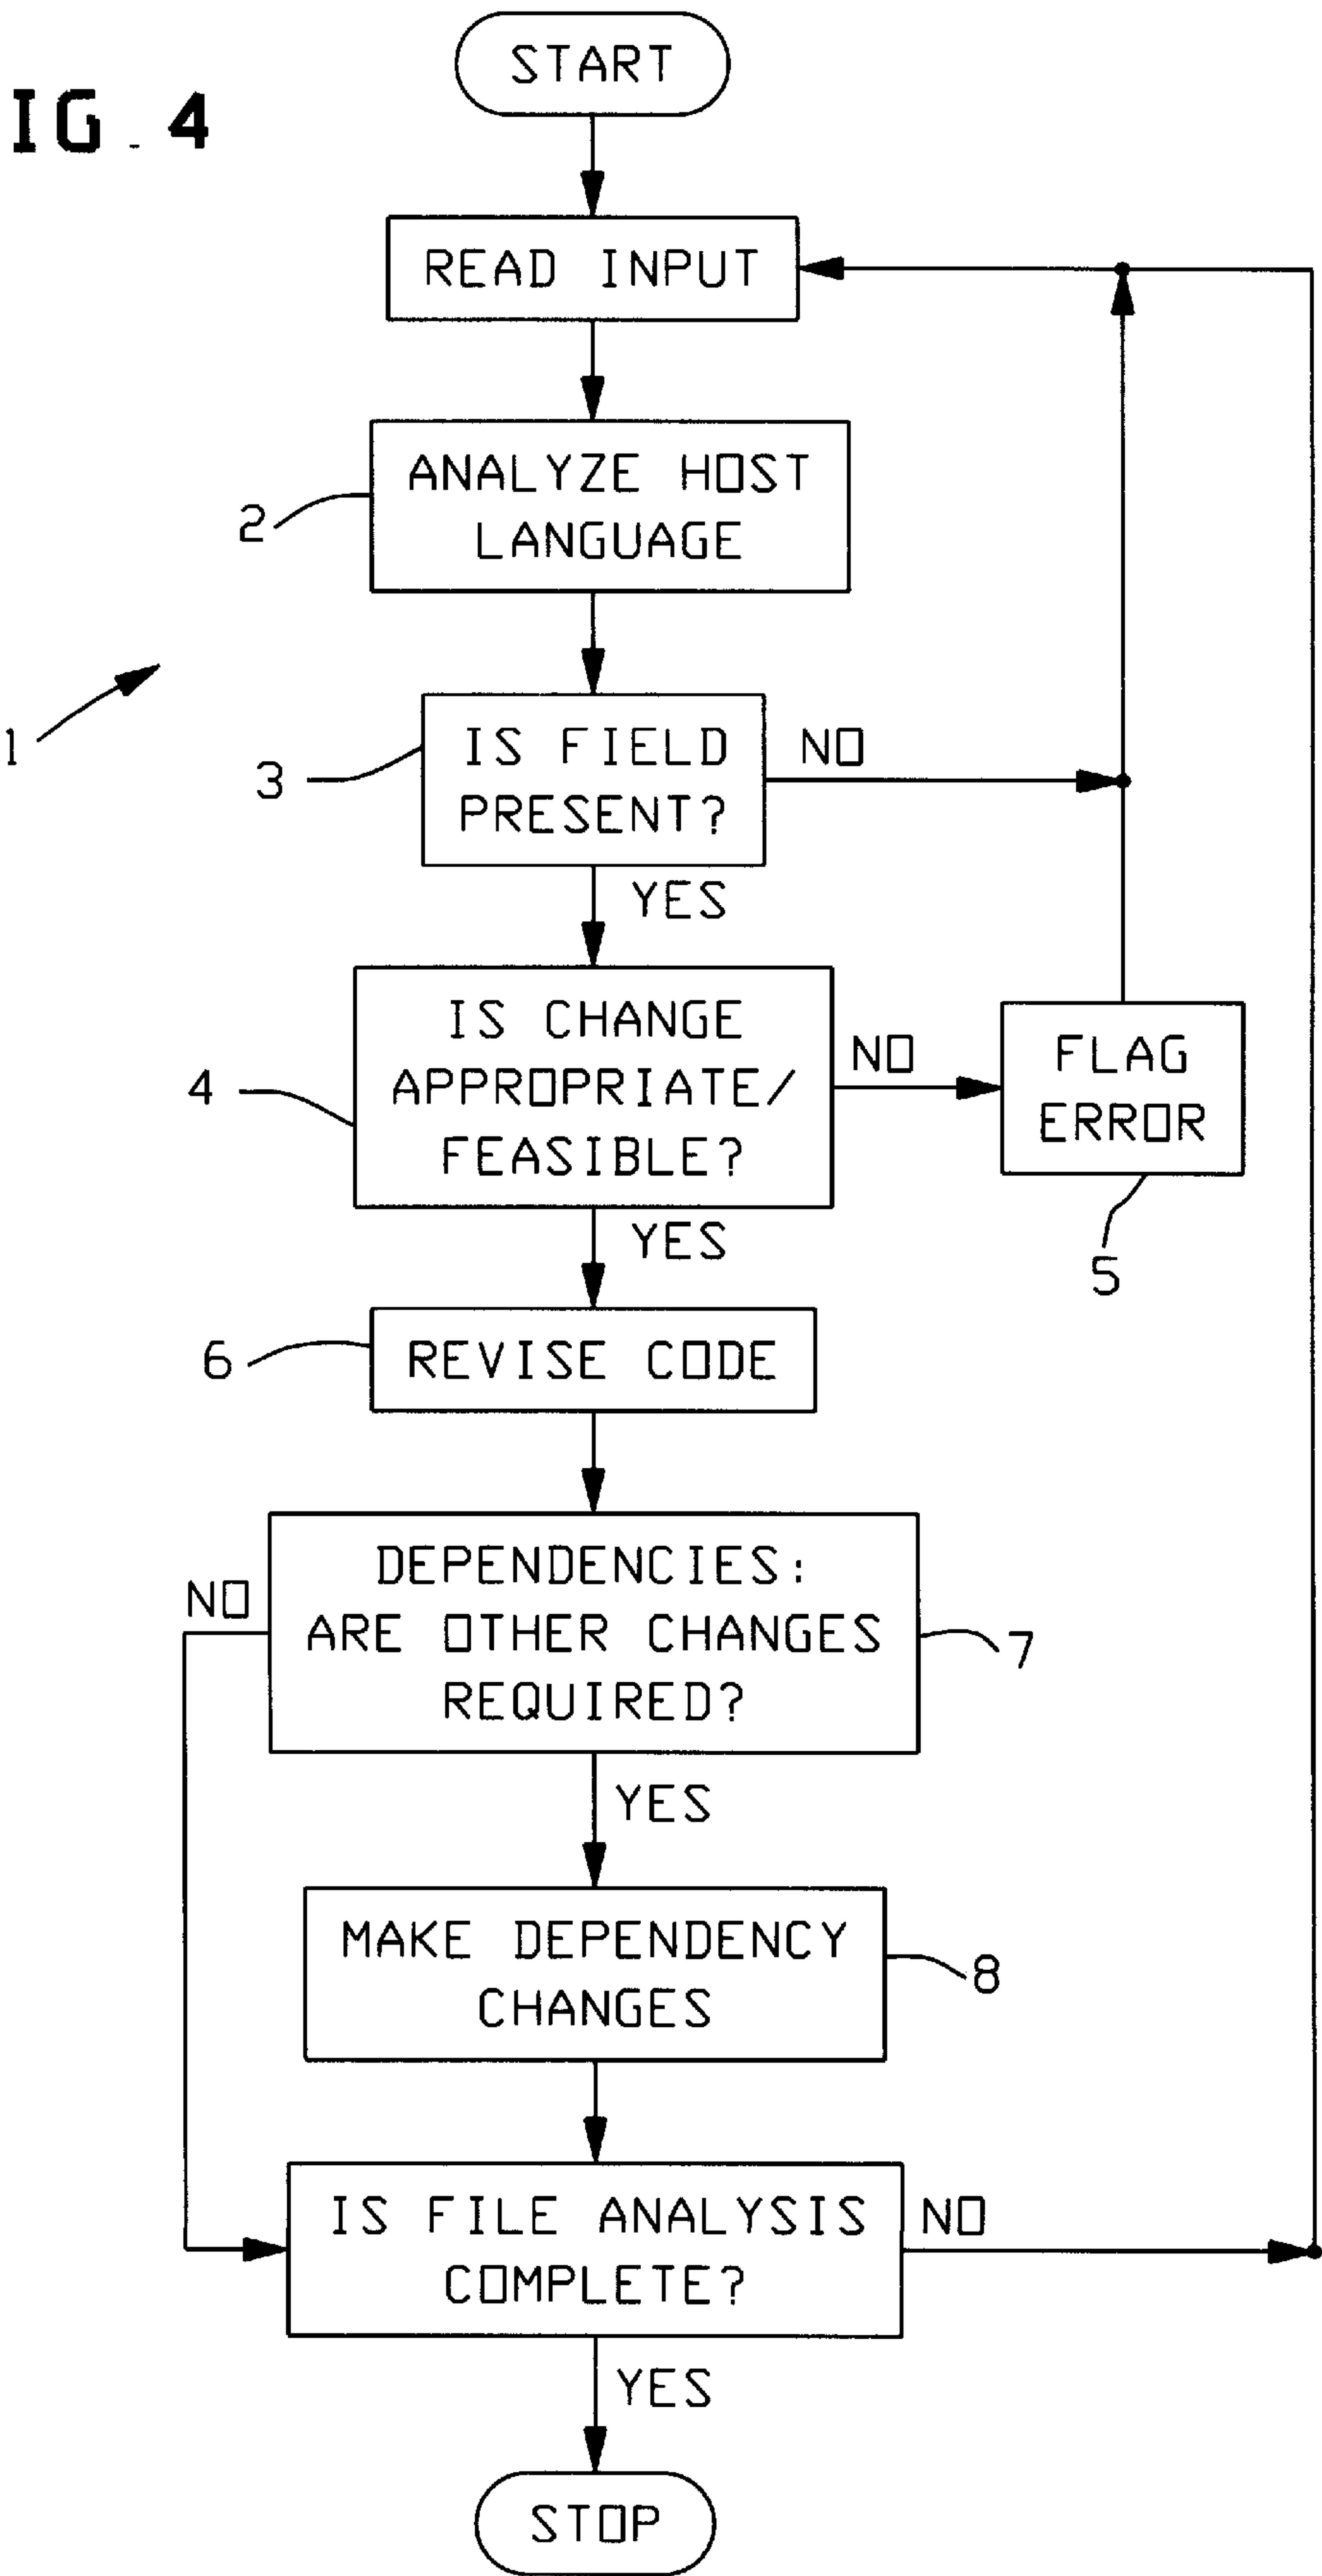 IG. 4
START
READ INPUT
ANALYZE HOST
LANGUAGE
2
1
IS FIELD
PRESENT?
3
NO
YES
IS CHANGE
APPROPRIATE/
FEASIBLE?
4
NO
FLAG
ERROR
5
YES
REVISE CODE
6
DEPENDENCIES:
ARE OTHER CHANGES
REQUIRED?
7
NO
YES
MAKE DEPENDENCY
CHANGES
8
IS FILE ANALYSIS
COMPLETE?
NO
YES
STOP